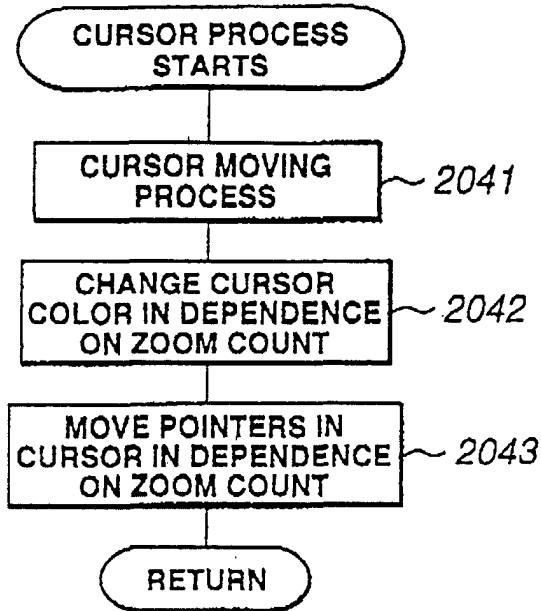 CURSOR PROCESS
STARTS
CURSOR MOVING
PROCESS
2041
CHANGE CURSOR
COLOR IN DEPENDENCE
ON ZOOM COUNT
2042
MOVE POINTERS IN
CURSOR IN DEPENDENCE
ON ZOOM COUNT
2043
RETURN